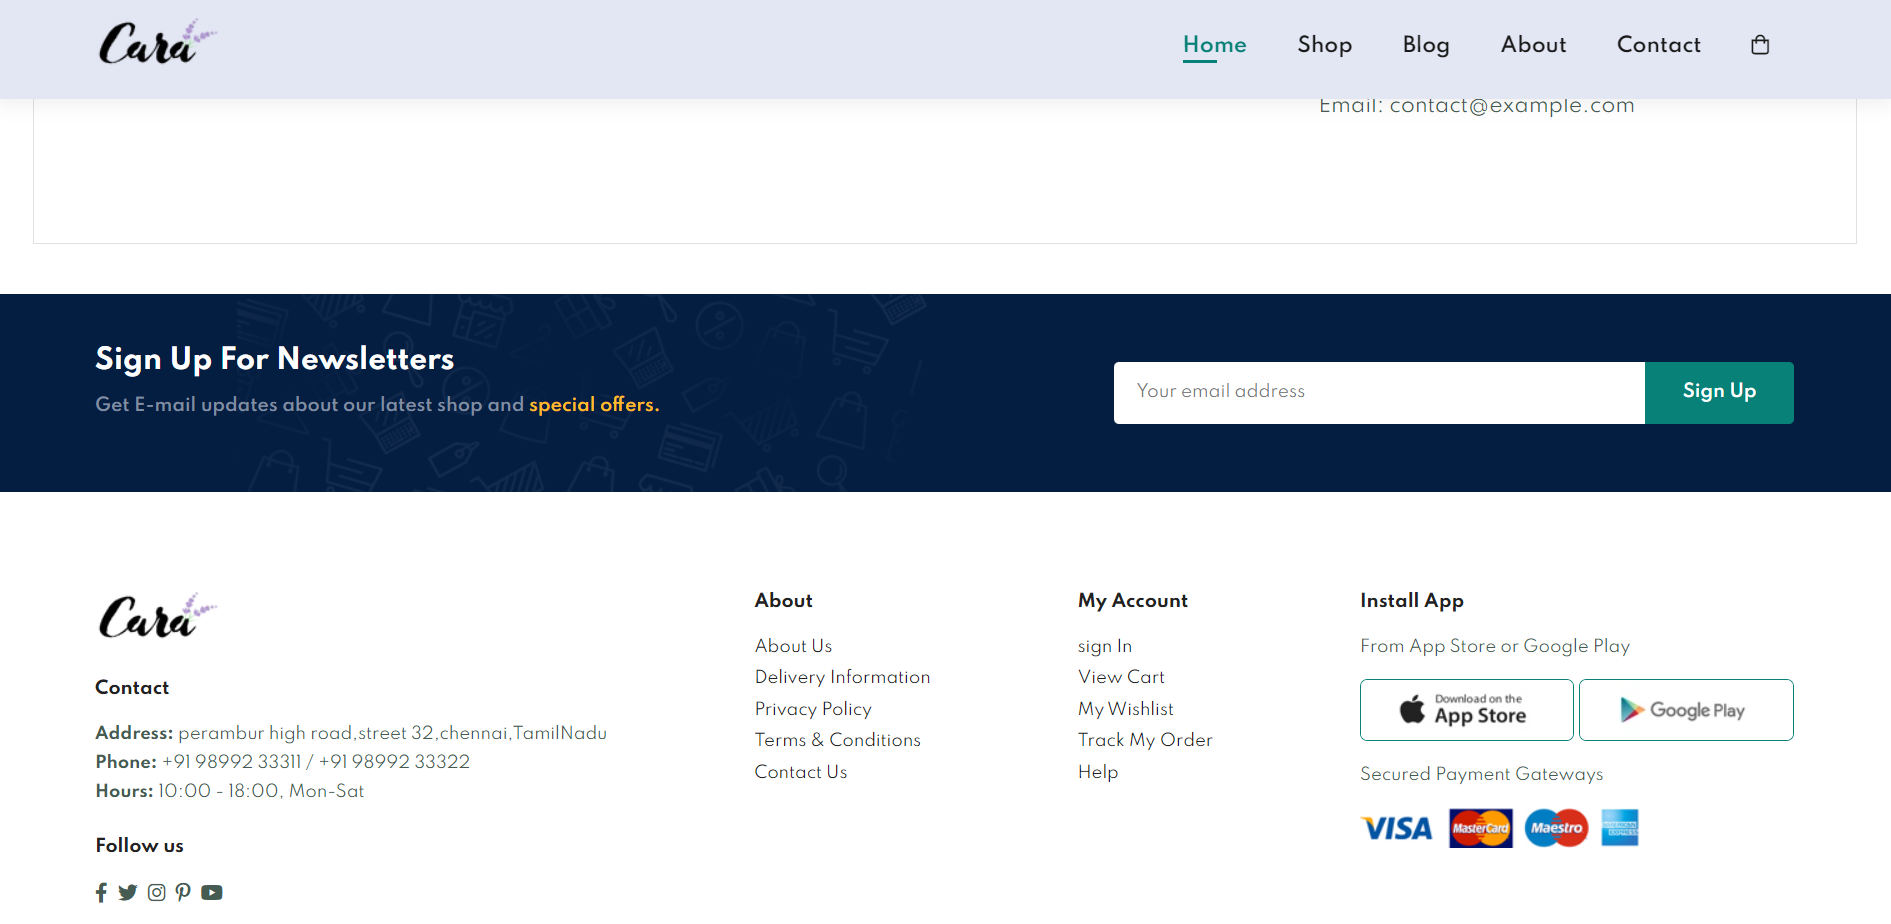 Cara
Home Shop Blog About Contact
Email: contact@example.com
Sign Up For Newsletters
Get E-mail updates about our latest shop and special offers.
Your email address
Sign Up
Cara
Contact
Address: perambur high road,street 32,chennai,TamilNadu
Phone: +91 98992 33311 / +91 98992 33322
Hours: 10:00 - 18:00, Mon-Sat
Follow us
About
About Us
Delivery Information
Privacy Policy
Terms & Conditions
Contact Us
My Account
sign In
View Cart
My Wishlist
Track My Order
Help
Install App
From App Store or Google Play
Download on the
App Store
Google Play
Secured Payment Gateways
VISA MasterCard Maestro AMERICAN
EXPRESS